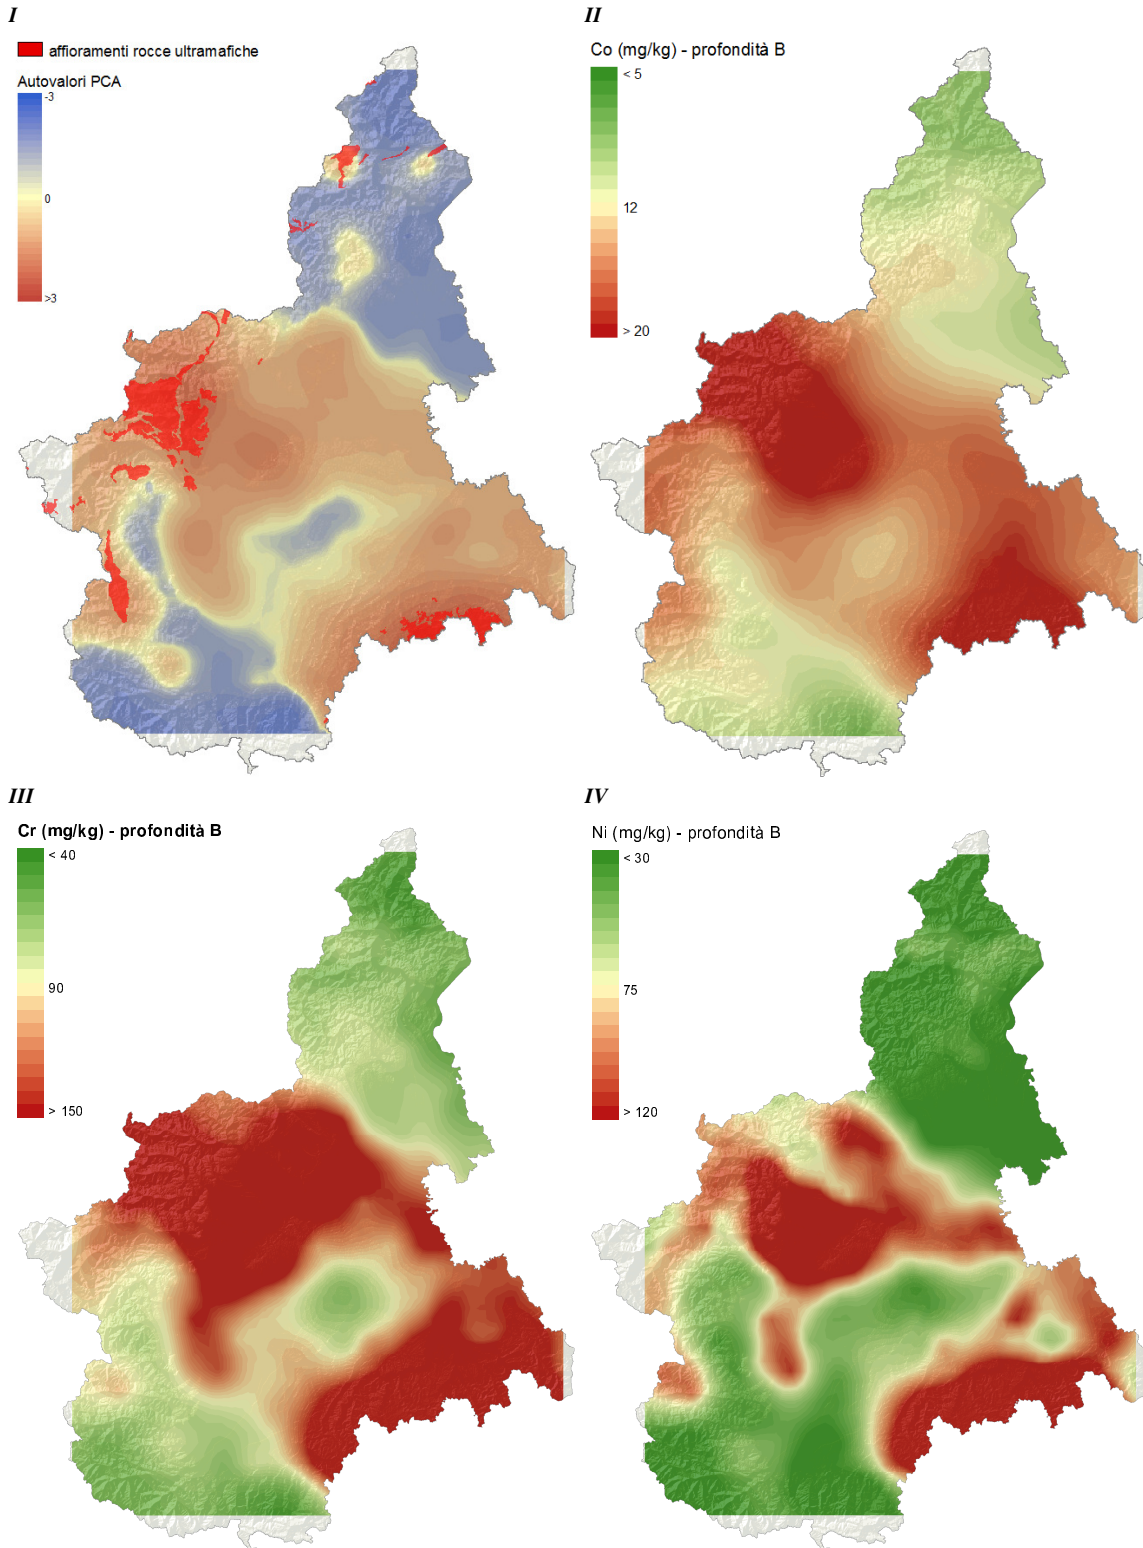 I
affioramenti rocce ultramafiche
Autovalori PCA
-3
0
>3
II
Co (mg/kg) - profondità B
< 5
12
> 20
III
Cr (mg/kg) - profondità B
< 40
90
> 150
IV
Ni (mg/kg) - profondità B
< 30
75
> 120